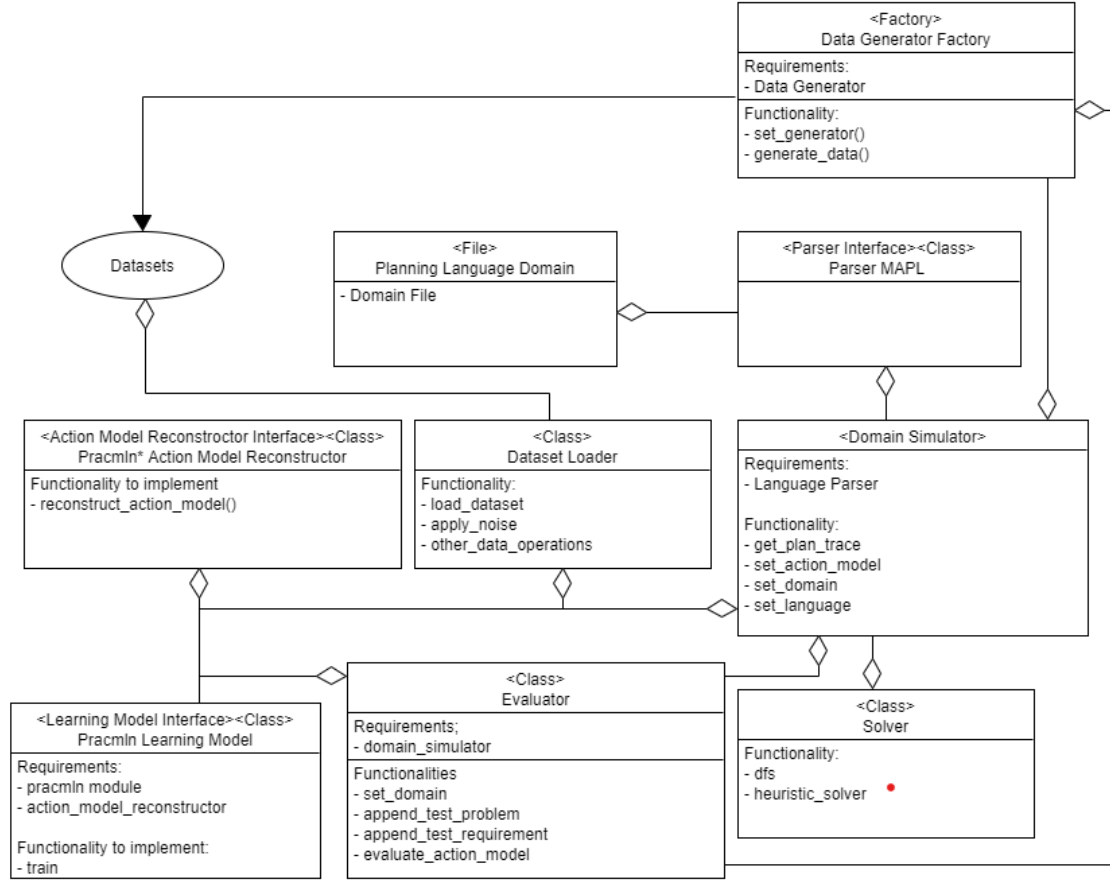 <Factory>
Data Generator Factory
Requirements:
- Data Generator
Functionality:
- set_generator()
- generate_data()
Datasets
<File>
Planning Language Domain
- Domain File
<Parser Interface><Class>
Parser MAPL
<Action Model Reconstroctor Interface><Class>
Pracmln* Action Model Reconstructor
Functionality to implement
- reconstruct_action_model()
<Class>
Dataset Loader
Functionality:
- load_dataset
- apply_noise
- other_data_operations
<Domain Simulator>
Requirements:
- Language Parser
Functionality:
- get_plan_trace
- set_action_model
- set_domain
- set_language
<Learning Model Interface><Class>
Pracmln Learning Model
Requirements:
- pracmln module
- action_model_reconstructor
Functionality to implement:
- train
<Class>
Evaluator
Requirements;
- domain_simulator
Functionalities
- set_domain
- append_test_problem
- append_test_requirement
- evaluate_action_model
<Class>
Solver
Functionality:
- dfs
- heuristic_solver